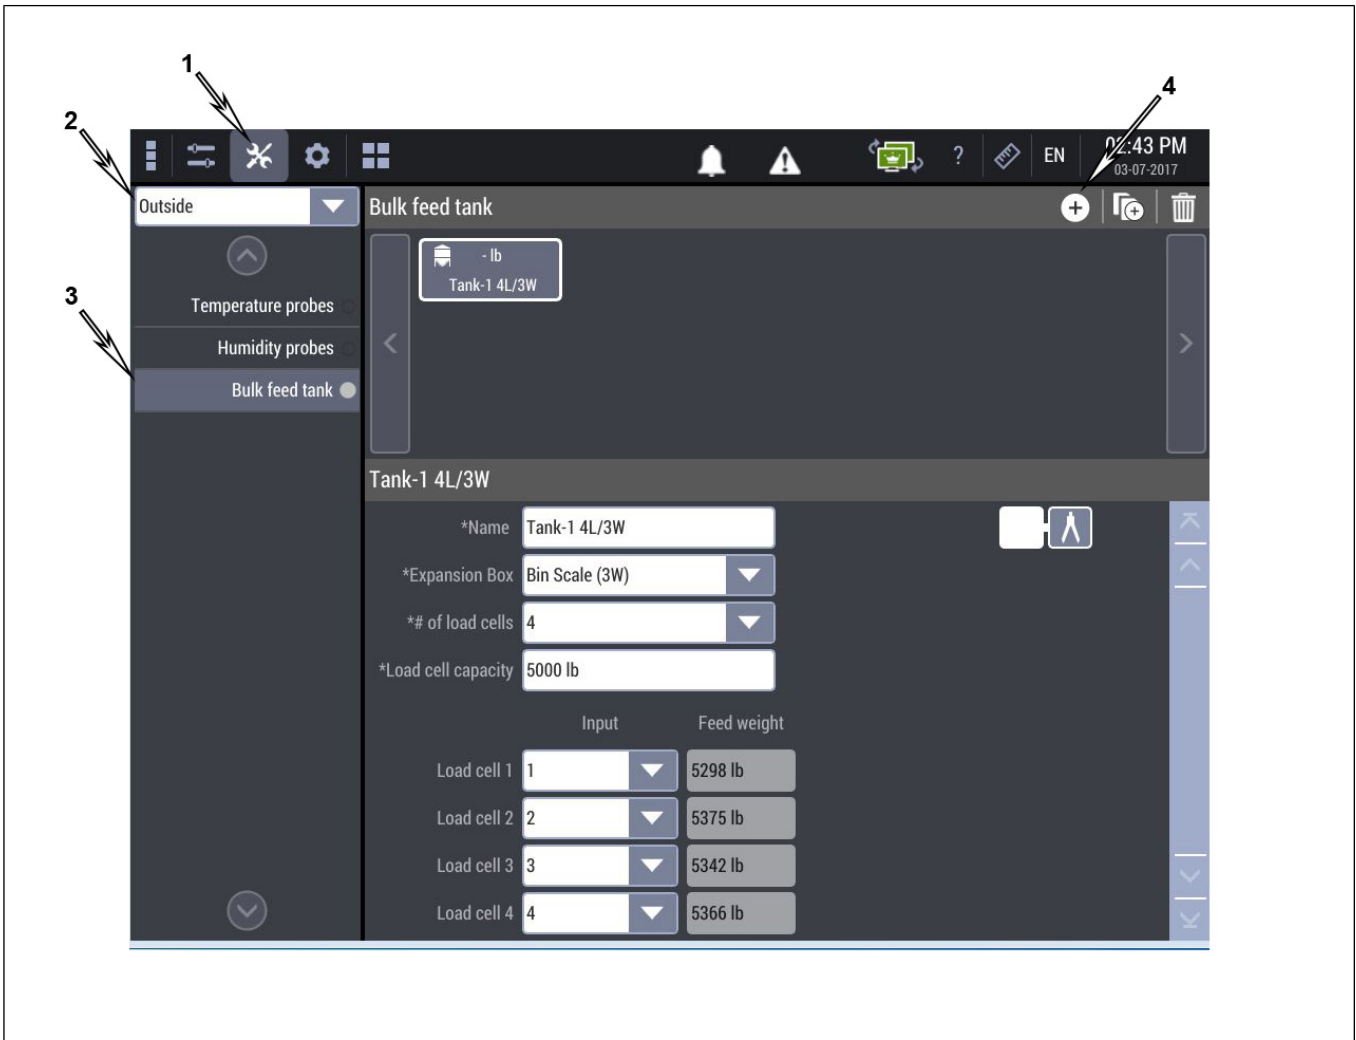 1
4
2
? EN 02:43 PM
03-07-2017
Outside
Bulk feed tank
- lb
Tank-1 4L/3W
3
Temperature probes
Humidity probes
Bulk feed tank
Tank-1 4L/3W
*Name Tank-1 4L/3W
*Expansion Box Bin Scale (3W)
*# of load cells 4
*Load cell capacity 5000 lb
Input Feed weight
Load cell 1 1 5298 lb
Load cell 2 2 5375 lb
Load cell 3 3 5342 lb
Load cell 4 4 5366 lb